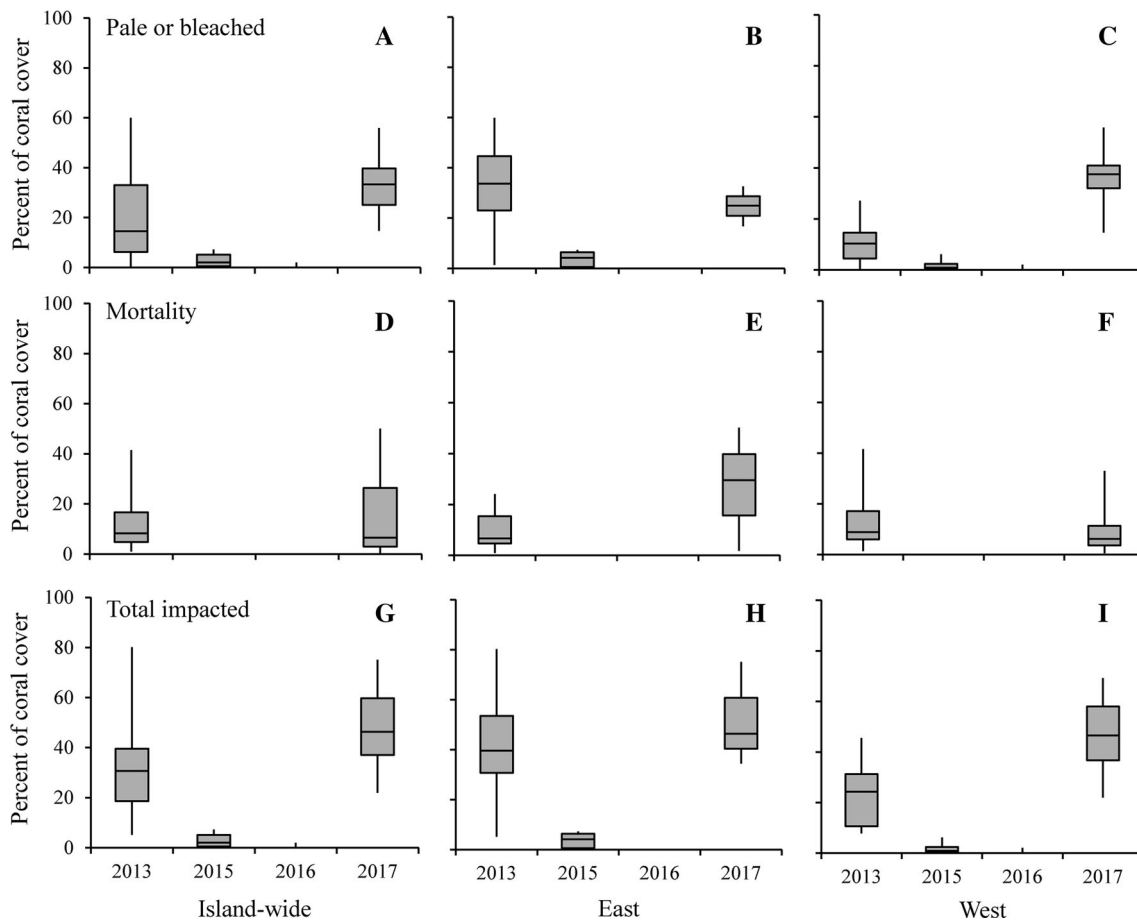 Pale or bleached
A
B
C
Percent of coral cover
100
80
60
40
20
0
Mortality
D
E
F
Percent of coral cover
100
80
60
40
20
0
Total impacted
G
H
I
Percent of coral cover
100
80
60
40
20
0
2013 2015 2016 2017
2013 2015 2016 2017
2013 2015 2016 2017
Island-wide
East
West